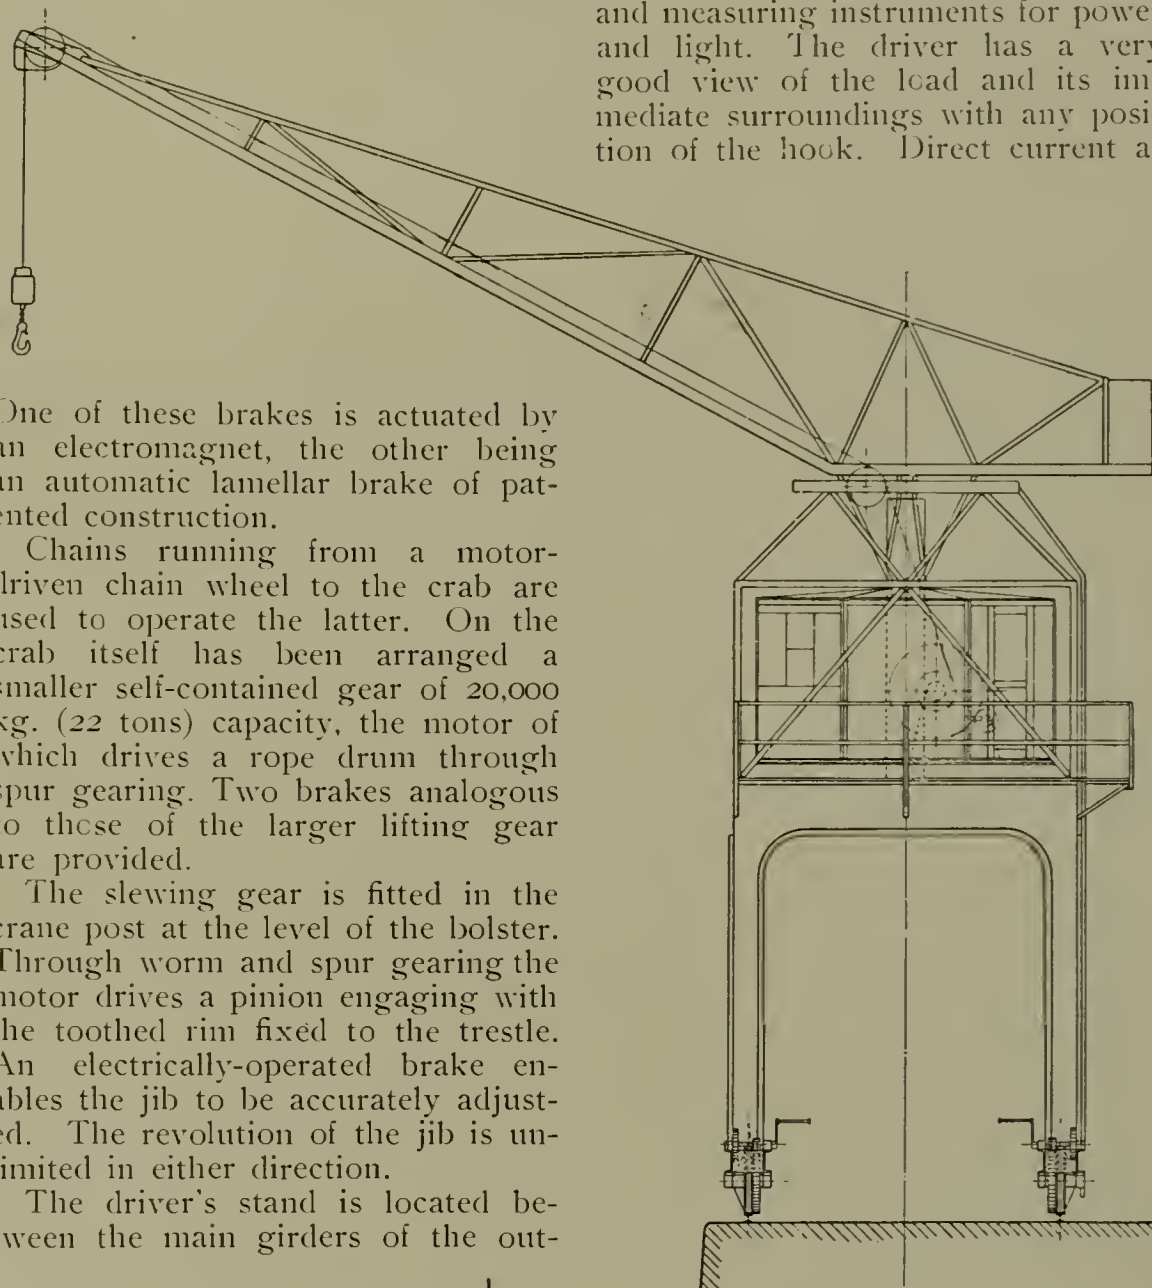 One of these brakes is actuated by
an electromagnet, the other being
an automatic lamellar brake of pat-
ented construction.
Chains running from a motor-
driven chain wheel to the crab are
used to operate the latter. On the
crab itself has been arranged a
smaller self-contained gear of 20,000
kg. (22 tons) capacity, the motor of
which drives a rope drum through
spur gearing. Two brakes analogous
to those of the larger lifting gear
are provided.
The slewing gear is fitted in the
crane post at the level of the bolster.
Through worm and spur gearing the
motor drives a pinion engaging with
the toothed rim fixed to the trestle.
An electrically-operated brake en-
ables the jib to be accurately adjust-
ed. The revolution of the jib is un-
limited in either direction.
The driver's stand is located be-
tween the main girders of the out-
and measuring instruments for powe
and light. The driver has a very
good view of the load and its im
mediate surroundings with any posi
tion of the hook. Direct current a